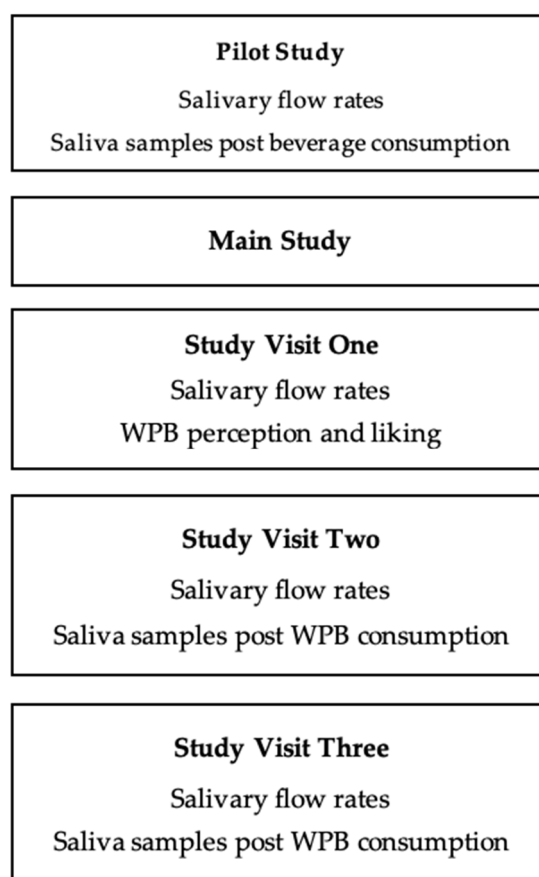 Pilot Study
Salivary flow rates
Saliva samples post beverage consumption
Main Study
Study Visit One
Salivary flow rates
WPB perception and liking
Study Visit Two
Salivary flow rates
Saliva samples post WPB consumption
Study Visit Three
Salivary flow rates
Saliva samples post WPB consumption